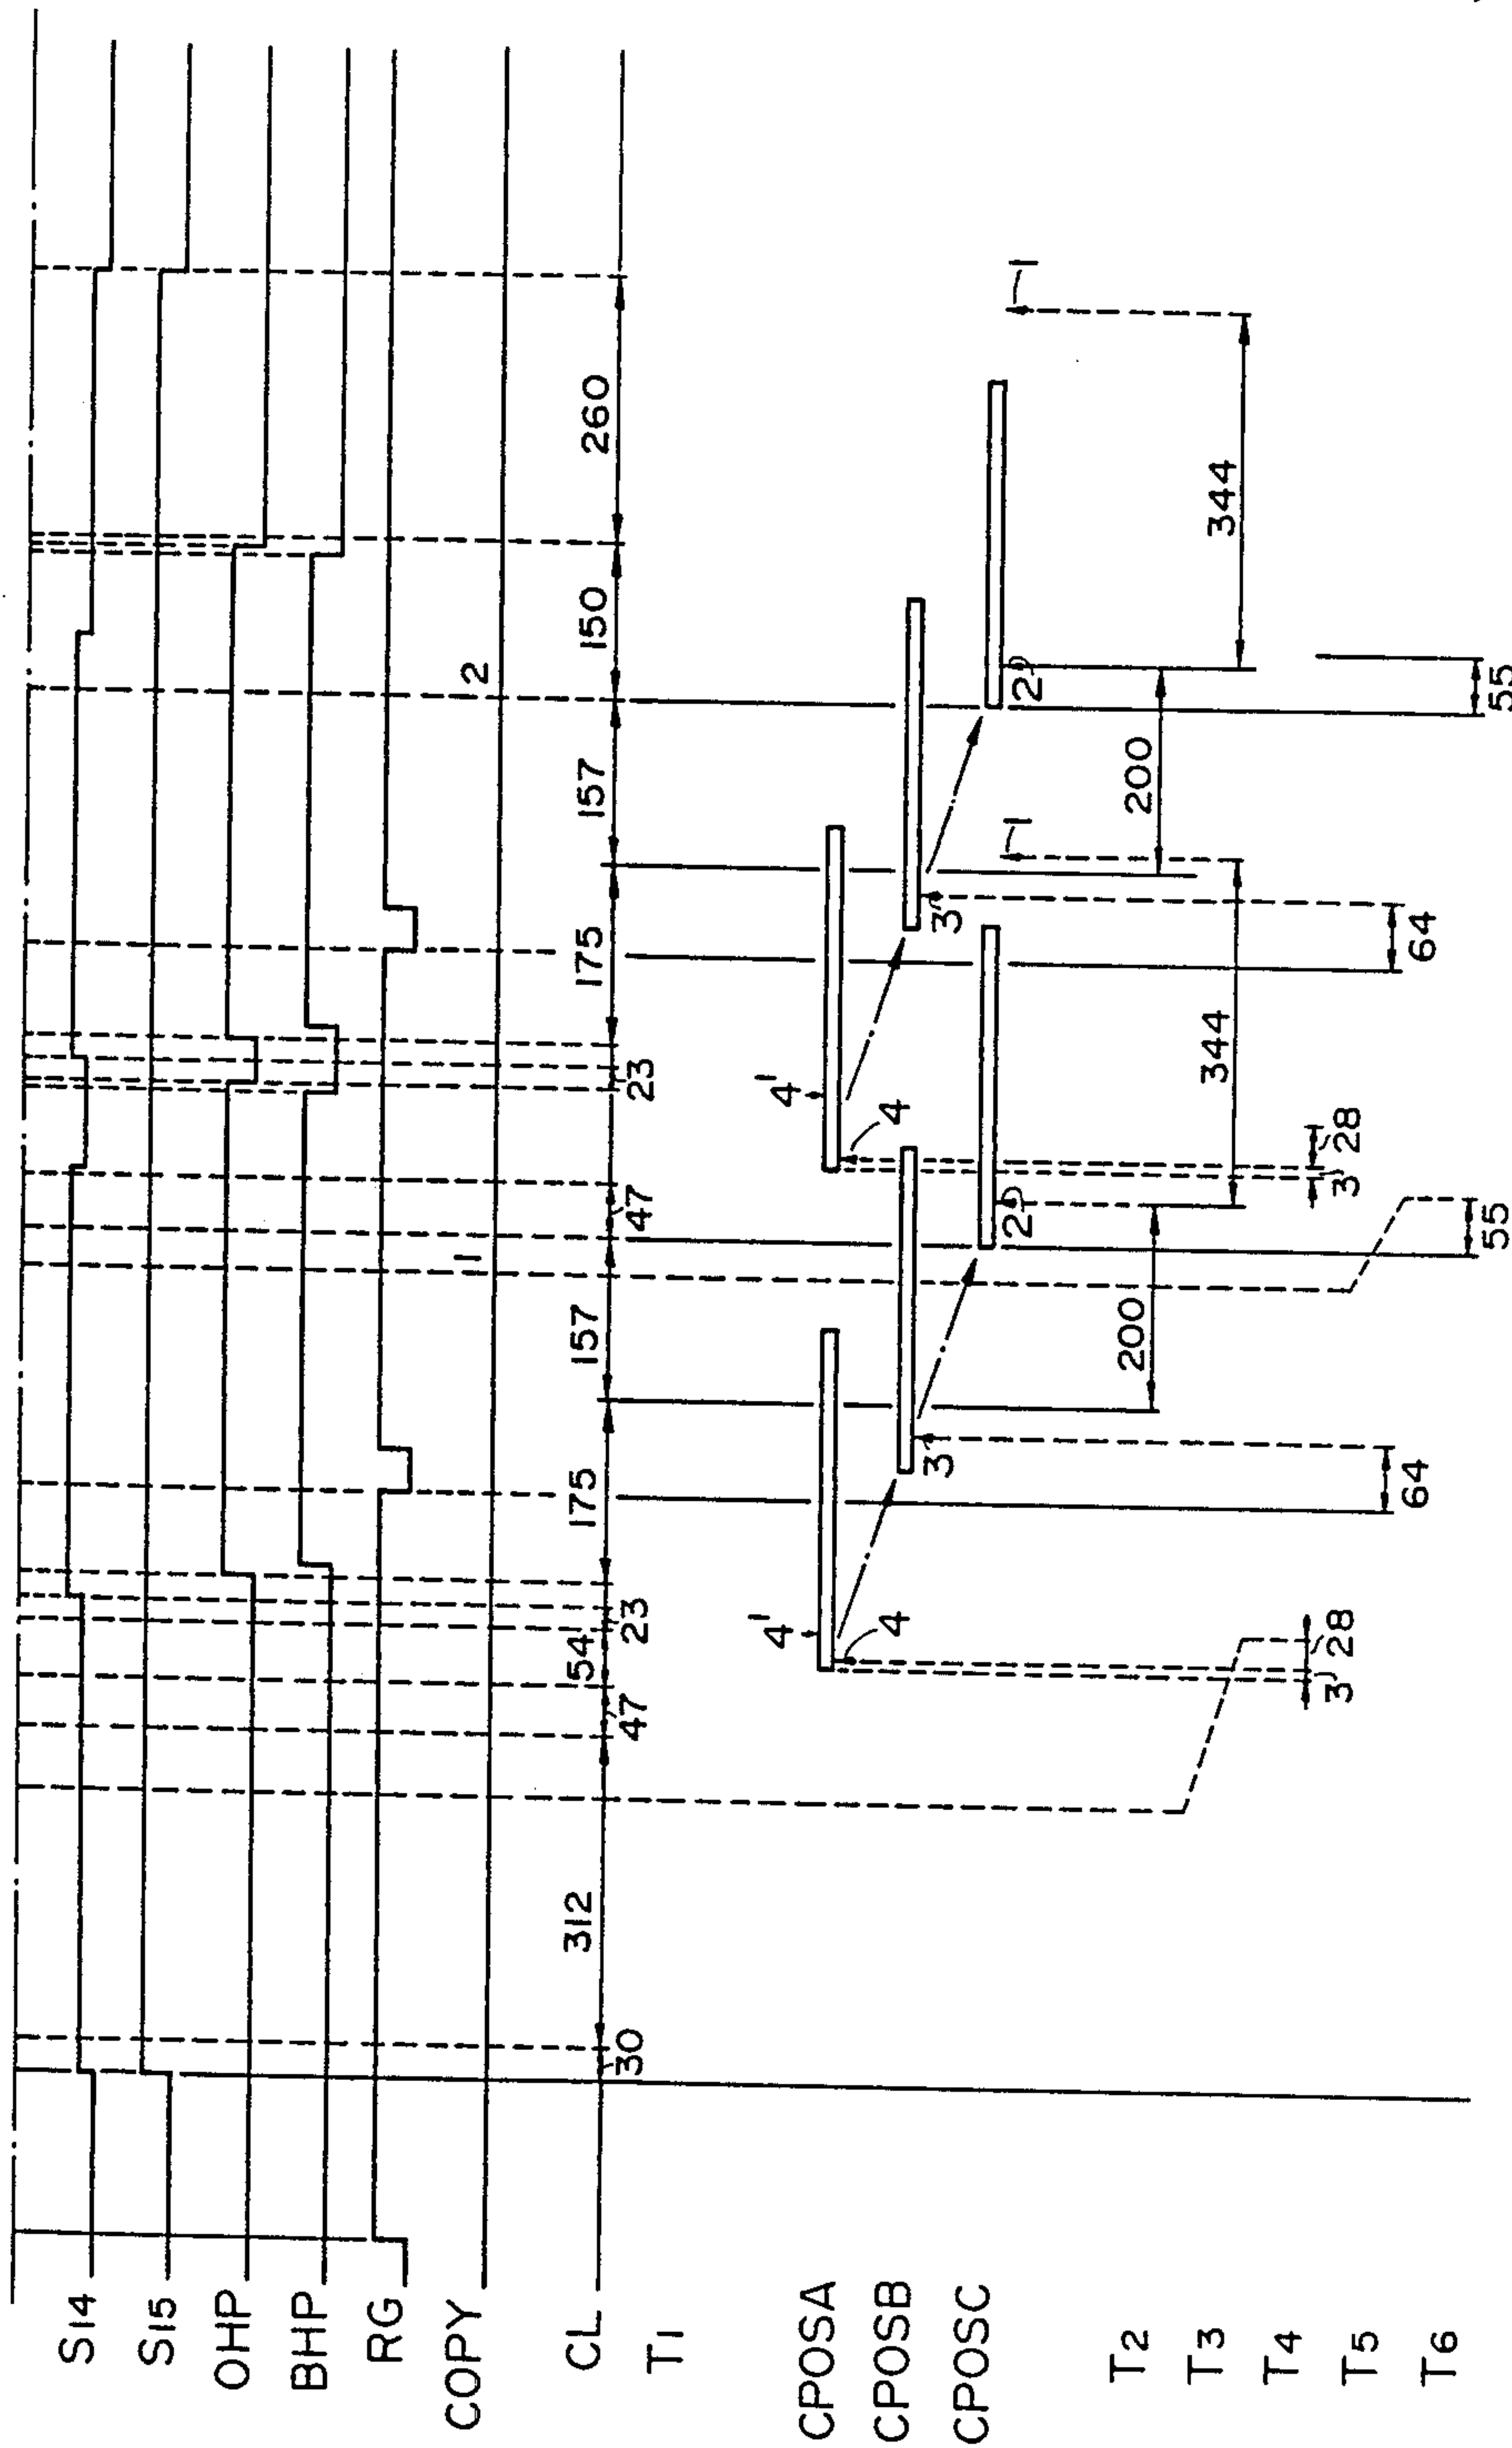 S14
S15
OHP
BHP
RG
COPY 1 2
CL 30 312 47 54 23 175 157 47 23 175 157 150 260
T1
CPOSA 4' 4 4' 4
CPOSB 3 3
CPOSC 2 1 2 1
T2 200 200
T3 344 344
T4 3 28 3 28
T5 64 64
T6 55 55